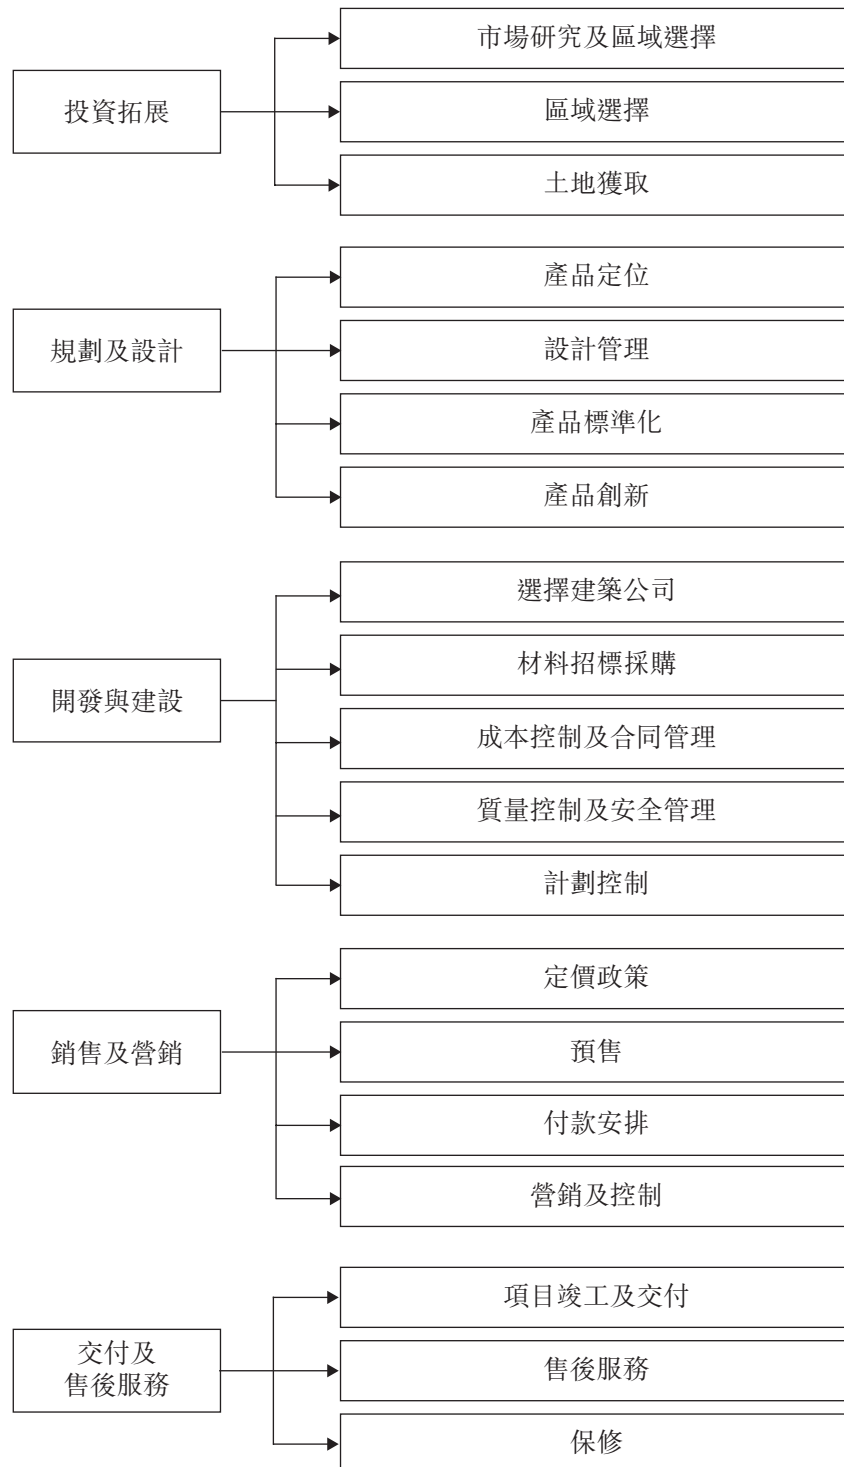 投資拓展
市場研究及區域選擇
區域選擇
土地獲取
規劃及設計
產品定位
設計管理
產品標準化
產品創新
開發與建設
選擇建築公司
材料招標採購
成本控制及合同管理
質量控制及安全管理
計劃控制
銷售及營銷
定價政策
預售
付款安排
營銷及控制
交付及
售後服務
項目竣工及交付
售後服務
保修